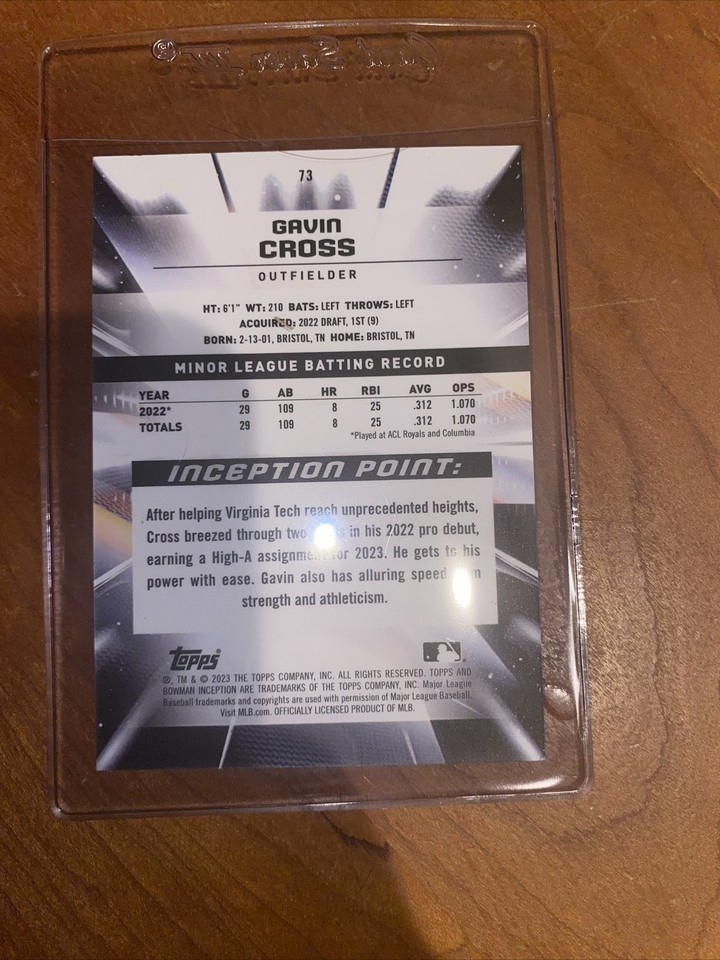 73
GAVIN
CROSS
OUTFIELDER
HT: 6'1" WT: 210 BATS: LEFT THROWS: LEFT
ACQUIRED: 2022 DRAFT, 1ST (9)
BORN: 2-13-01, BRISTOL, TN HOME: BRISTOL, TN
MINOR LEAGUE BATTING RECORD
YEAR G AB HR RBI AVG OPS
2022* 29 109 8 25 .312 1.070
TOTALS 29 109 8 25 .312 1.070
*Played at ACL Royals and Columbia
INCEPTION POINT:
After helping Virginia Tech reach unprecedented heights,
Cross breezed through two in his 2022 pro debut,
earning a High-A assignment for 2023. He gets to his
power with ease. Gavin also has alluring speed
strength and athleticism.
Topps
®, TM & © 2023 THE TOPPS COMPANY, INC. ALL RIGHTS RESERVED. TOPPS AND
BOWMAN INCEPTION ARE TRADEMARKS OF THE TOPPS COMPANY, INC. Major League
Baseball trademarks and copyrights are used with permission of Major League Baseball.
Visit MLB.com. OFFICIALLY LICENSED PRODUCT OF MLB.